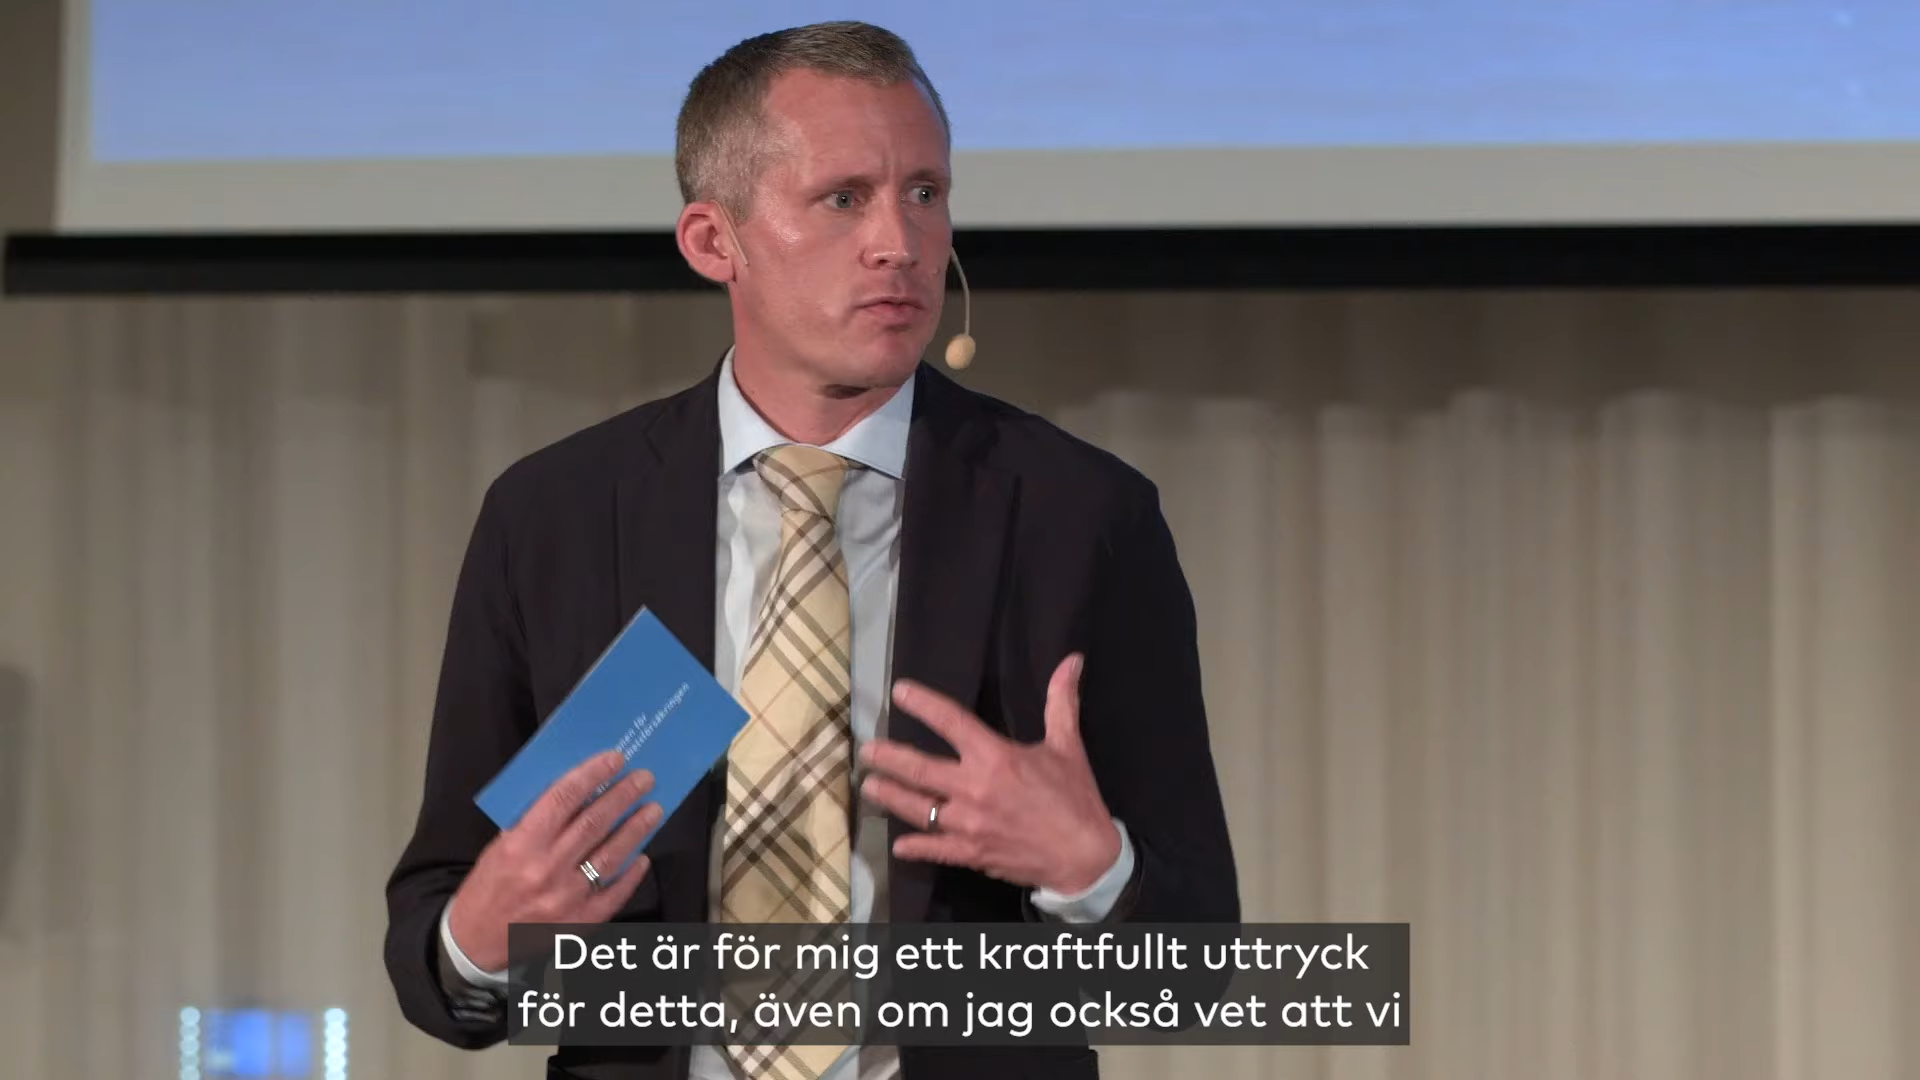 Det är för mig ett kraftfullt uttryck
för detta, även om jag också vet att vi